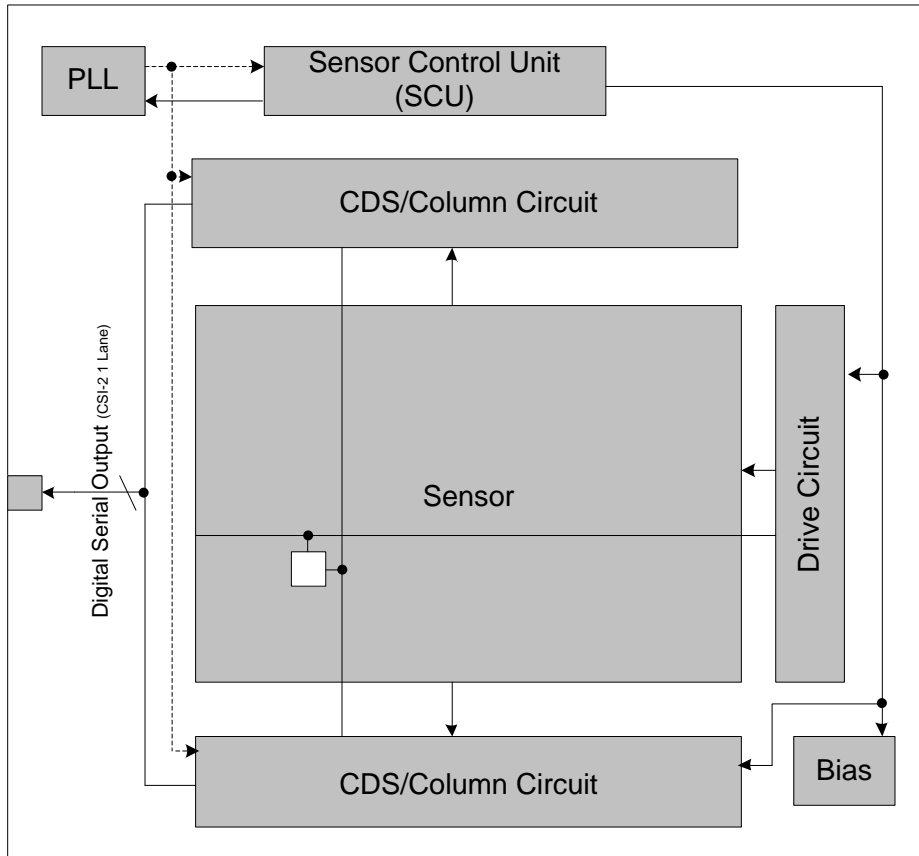 PLL
Sensor Control Unit
(SCU)
CDS/Column Circuit
Digital Serial Output (CSI-2 1 Lane)
Sensor
Drive Circuit
CDS/Column Circuit
Bias